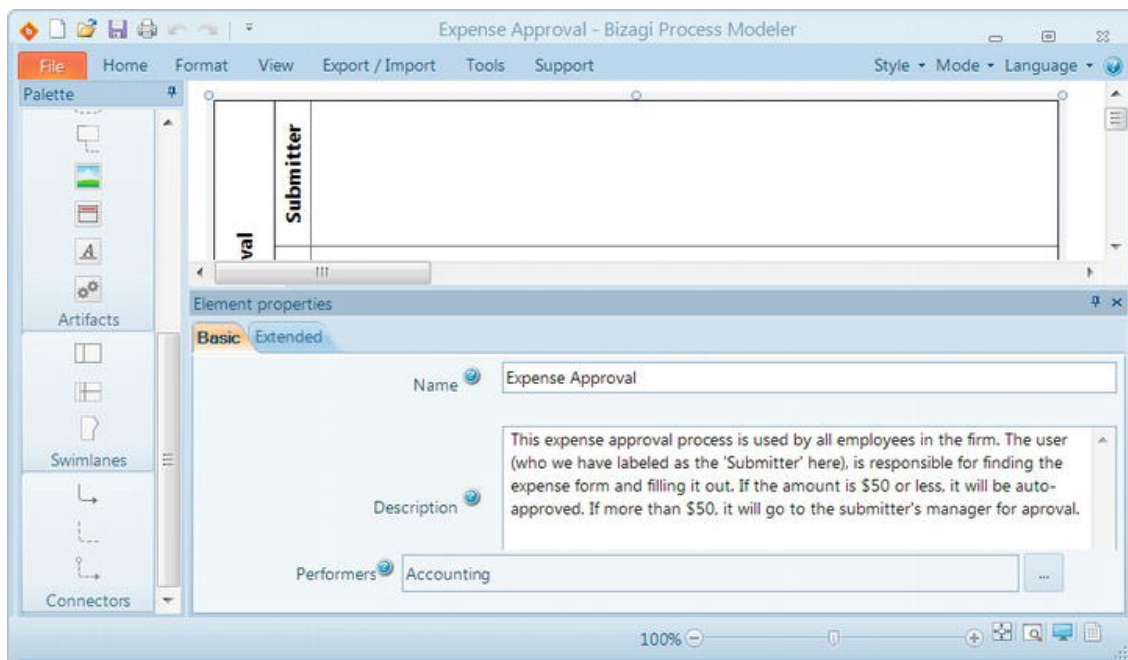 Expense Approval - Bizagi Process Modeler
File Home Format View Export / Import Tools Support Style Mode Language
Palette
Submitter
val
Artifacts
Swimlanes
Connectors
Element properties
Basic Extended
Name Expense Approval
Description
This expense approval process is used by all employees in the firm. The user
(who we have labeled as the 'Submitter' here), is responsible for finding the
expense form and filling it out. If the amount is $50 or less, it will be auto-
approved. If more than $50, it will go to the submitter's manager for aproval.
Performers Accounting ...
100%